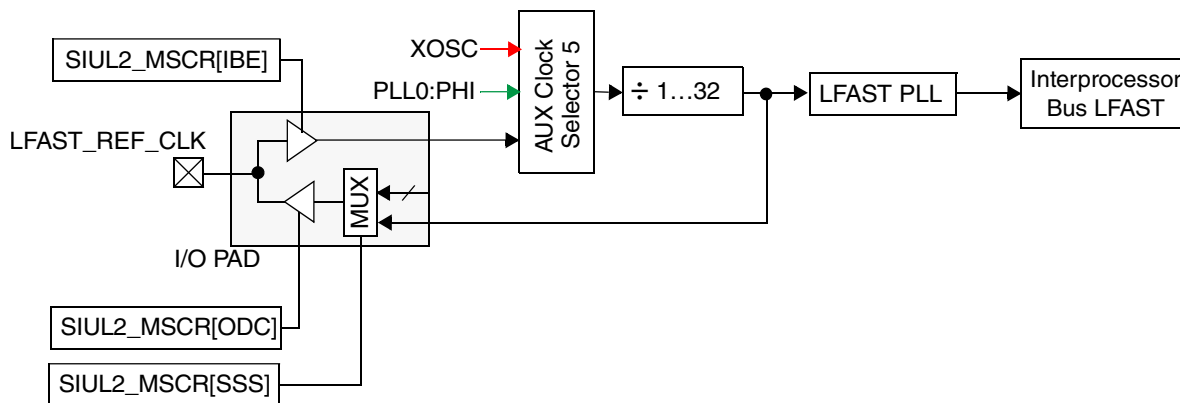 SIUL2_MSCR[IBE]
XOSC
PLL0:PHI
AUX Clock
Selector 5
÷ 1...32
LFAST PLL
Interprocessor
Bus LFAST
LFAST_REF_CLK
MUX
I/O PAD
SIUL2_MSCR[ODC]
SIUL2_MSCR[SSS]